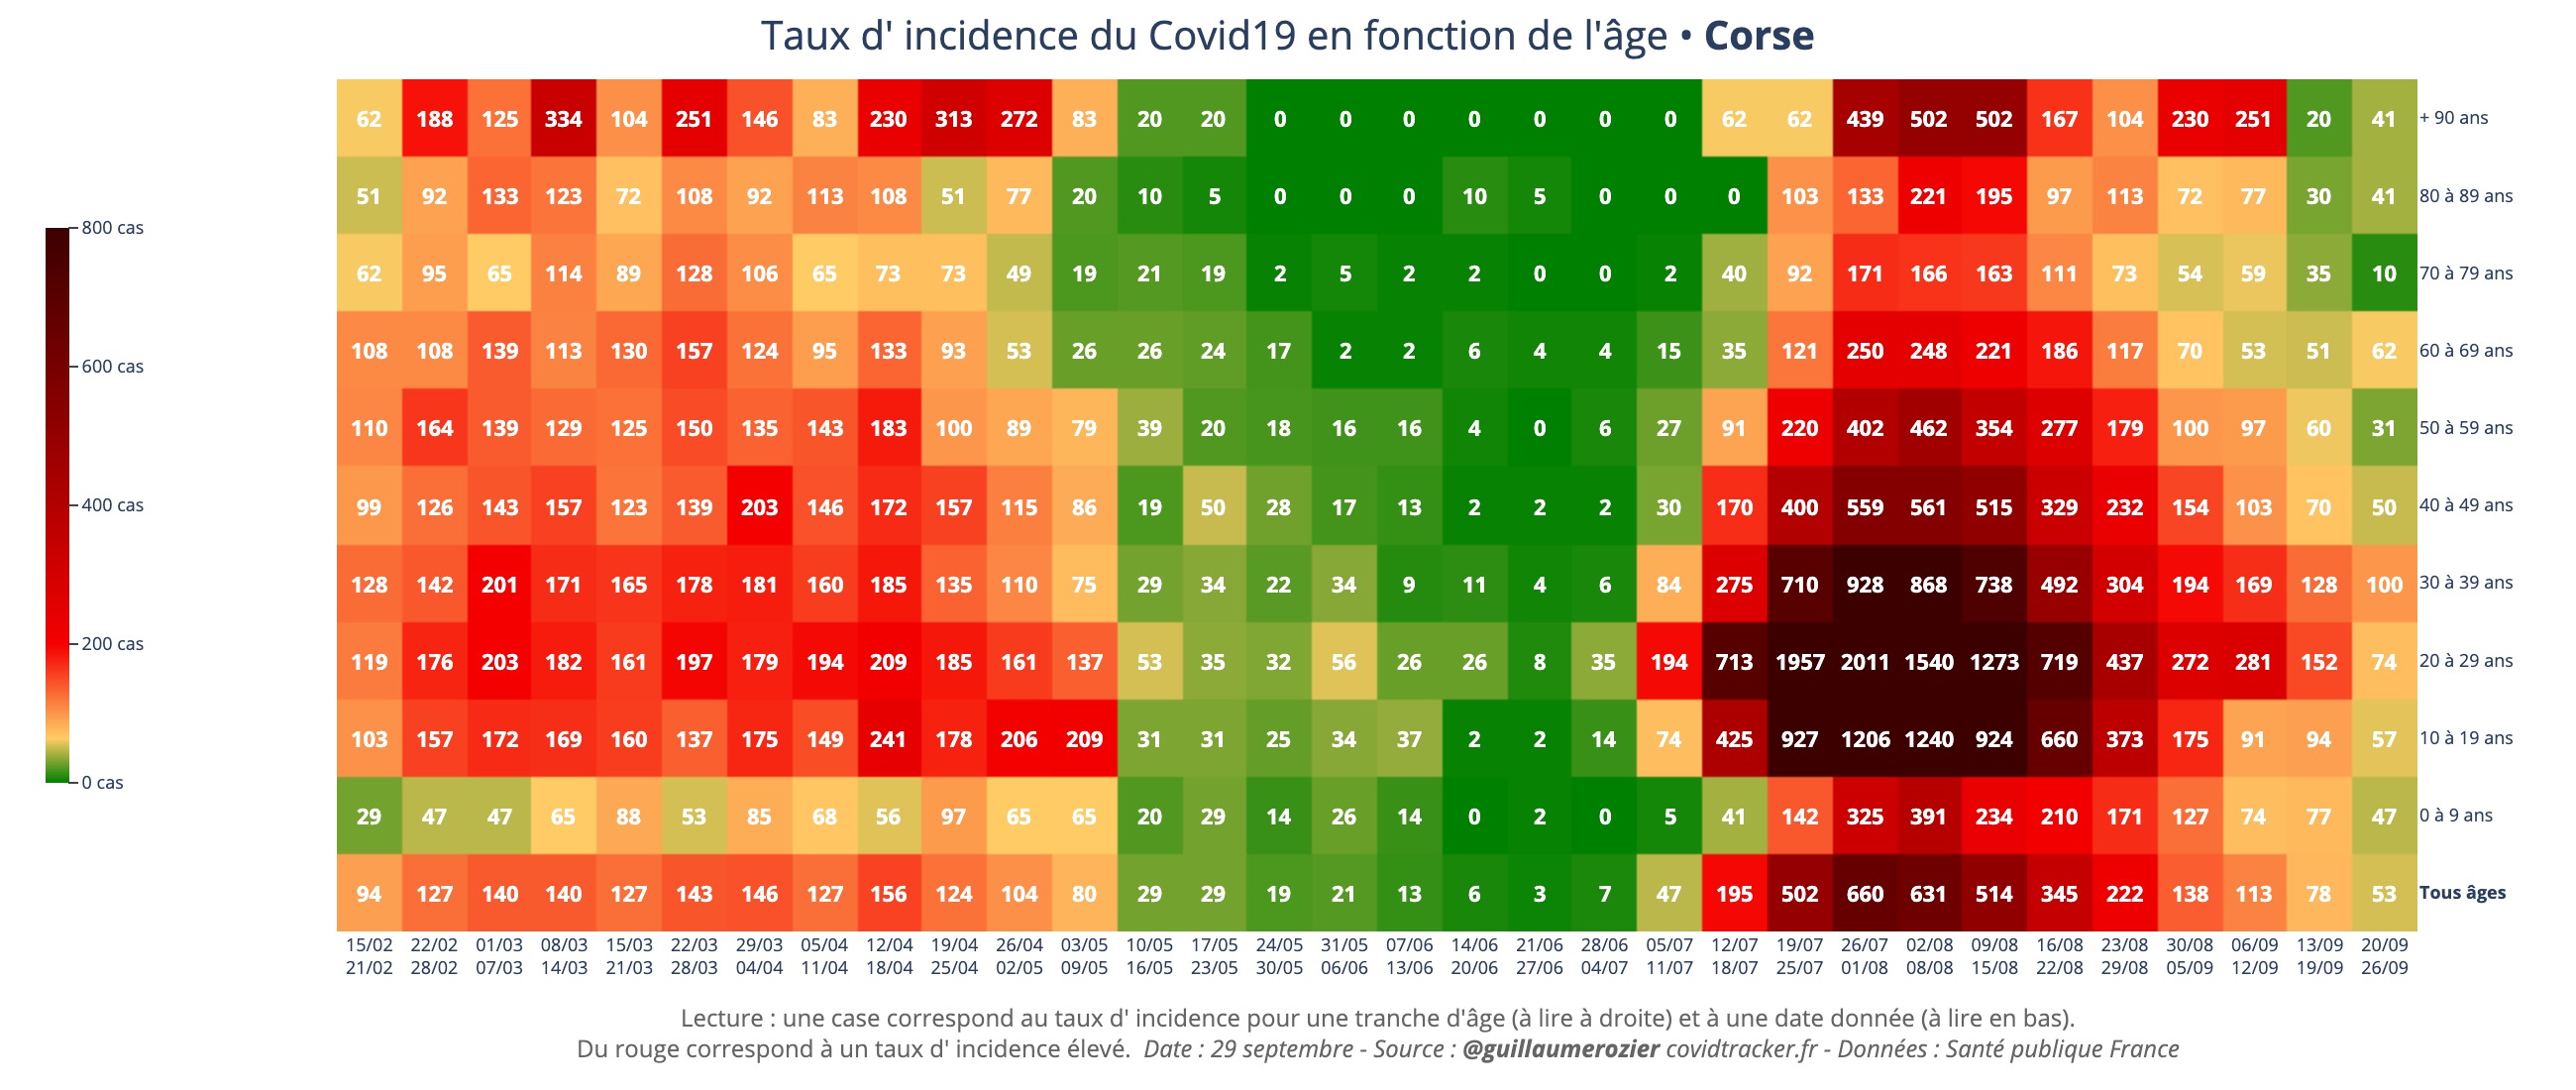 Taux d' incidence du Covid19 en fonction de l'âge • Corse
62 188 125 334 104 251 146 83 230 313 272 83 20 20 0 0 0 0 0 0 0 62 62 439 502 502 167 104 230 251 20 41 + 90 ans
51 92 133 123 72 108 92 113 108 51 77 20 10 5 0 0 0 10 5 0 0 0 103 133 221 195 97 113 72 77 30 41 80 à 89 ans
800 cas
62 95 65 114 89 128 106 65 73 73 49 19 21 19 2 5 2 2 0 0 2 40 92 171 166 163 111 73 54 59 35 10 70 à 79 ans
108 108 139 113 130 157 124 95 133 93 53 26 26 24 17 2 2 6 4 4 15 35 121 250 248 221 186 117 70 53 51 62 60 à 69 ans
600 cas
110 164 139 129 125 150 135 143 183 100 89 79 39 20 18 16 16 4 0 6 27 91 220 402 462 354 277 179 100 97 60 31 50 à 59 ans
400 cas
99 126 143 157 123 139 203 146 172 157 115 86 19 50 28 17 13 2 2 2 30 170 400 559 561 515 329 232 154 103 70 50 40 à 49 ans
128 142 201 171 165 178 181 160 185 135 110 75 29 34 22 34 9 11 4 6 84 275 710 928 868 738 492 304 194 169 128 100 30 à 39 ans
200 cas
119 176 203 182 161 197 179 194 209 185 161 137 53 35 32 56 26 26 8 35 194 713 1957 2011 1540 1273 719 437 272 281 152 74 20 à 29 ans
103 157 172 169 160 137 175 149 241 178 206 209 31 31 25 34 37 2 2 14 74 425 927 1206 1240 924 660 373 175 91 94 57 10 à 19 ans
0 cas
29 47 47 65 88 53 85 68 56 97 65 65 20 29 14 26 14 0 2 0 5 41 142 325 391 234 210 171 127 74 77 47 0 à 9 ans
94 127 140 140 127 143 146 127 156 124 104 80 29 29 19 21 13 6 3 7 47 195 502 660 631 514 345 222 138 113 78 53 Tous âges
15/02 22/02 01/03 08/03 15/03 22/03 29/03 05/04 12/04 19/04 26/04 03/05 10/05 17/05 24/05 31/05 07/06 14/06 21/06 28/06 05/07 12/07 19/07 26/07 02/08 09/08 16/08 23/08 30/08 06/09 13/09 20/09
21/02 28/02 07/03 14/03 21/03 28/03 04/04 11/04 18/04 25/04 02/05 09/05 16/05 23/05 30/05 06/06 13/06 20/06 27/06 04/07 11/07 18/07 25/07 01/08 08/08 15/08 22/08 29/08 05/09 12/09 19/09 26/09
Lecture : une case correspond au taux d' incidence pour une tranche d'âge (à lire à droite) et à une date donnée (à lire en bas).
Du rouge correspond à un taux d' incidence élevé. Date : 29 septembre - Source : @guillaumerozier covidtracker.fr - Données : Santé publique France